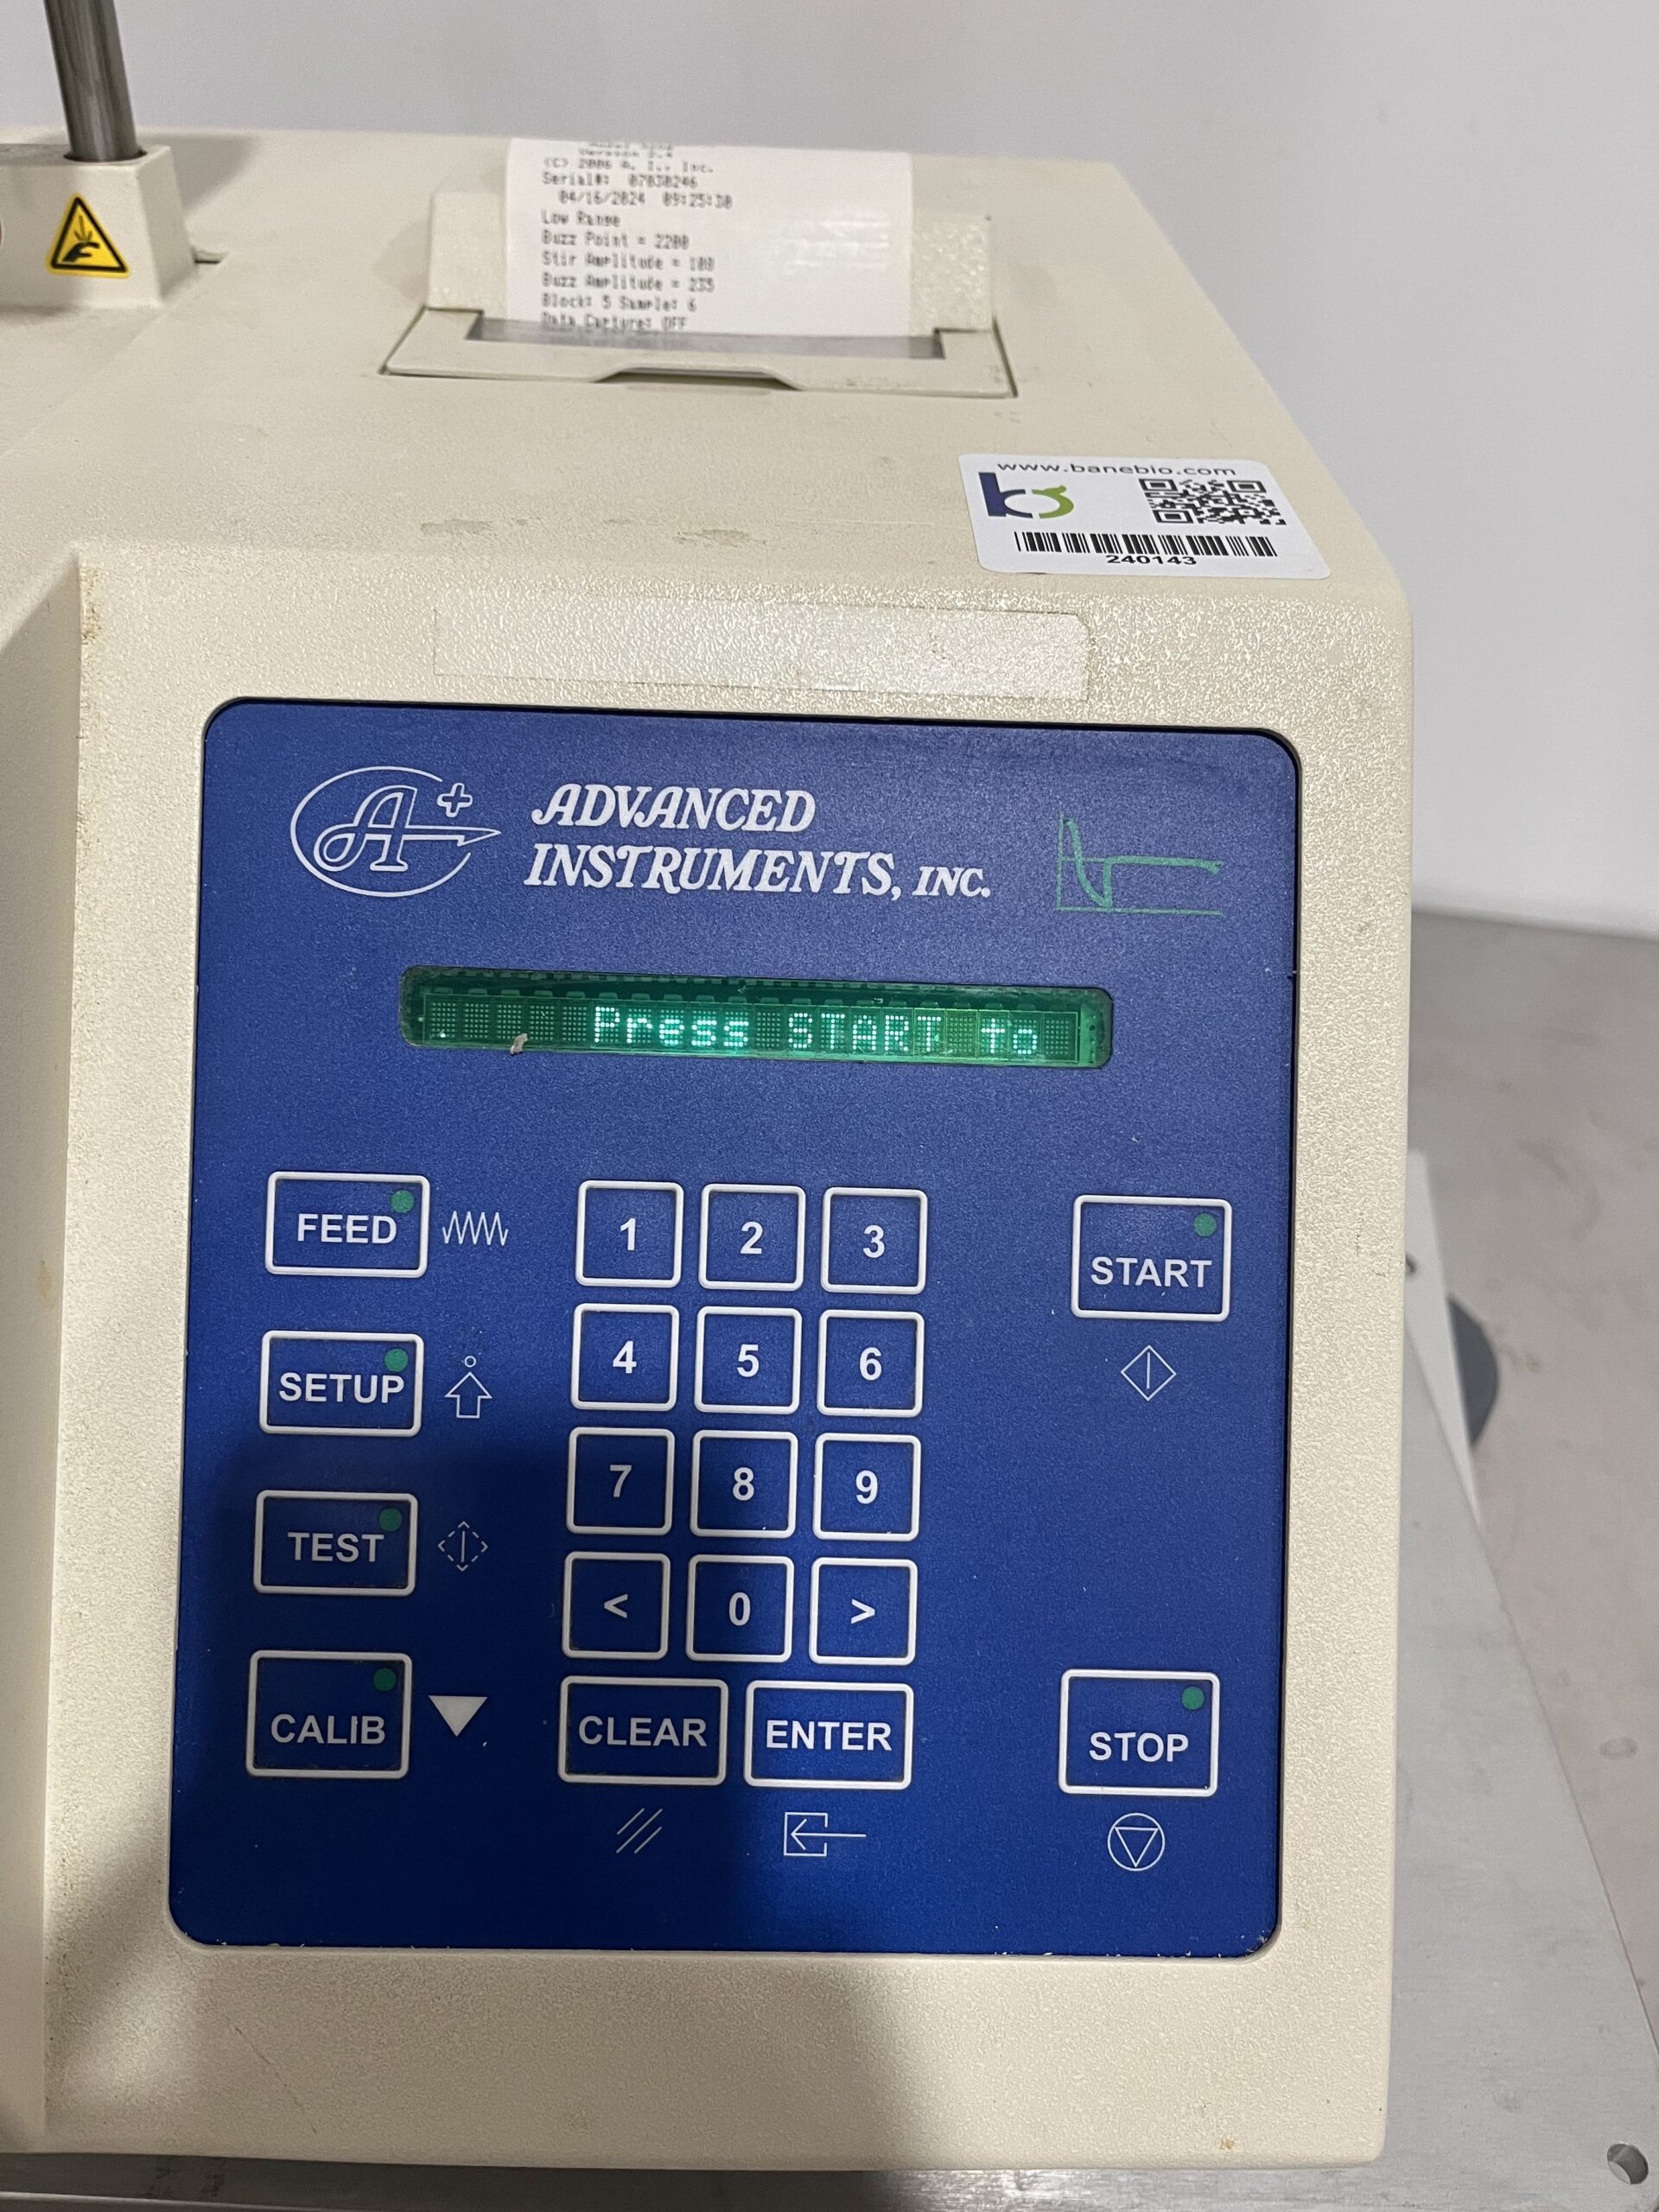 (C) 2006 A. I., Inc.
Serial#: 07030246
04/16/2024 09:25:30
Low Range
Buzz Point = 2200
Stir Amplitude = 100
Buzz Amplitude = 235
Block: 5 Sample: 6
Data Capture: OFF
www.banebio.com
240143
A+
ADVANCED
INSTRUMENTS, INC.
Press START to
FEED
1 2 3
START
SETUP
4 5 6
TEST
7 8 9
< 0 >
CALIB
CLEAR ENTER
STOP